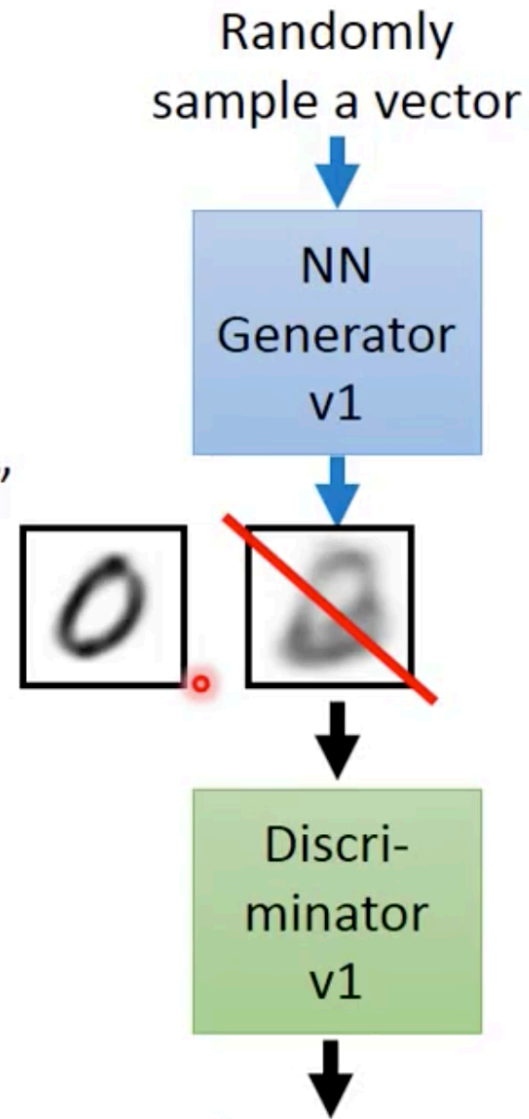 Randomly
sample a vector
NN
Generator
v1
”
Discri-
minator
v1